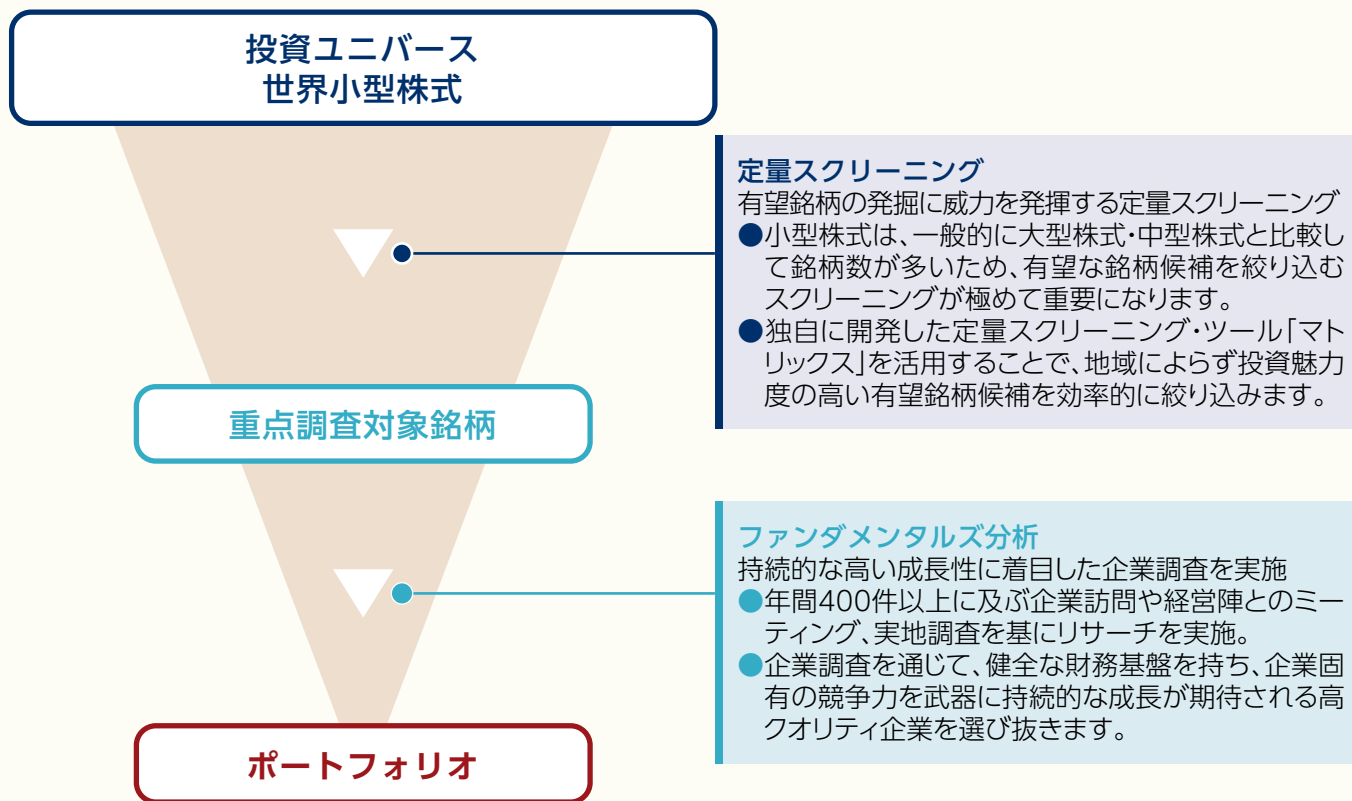 投資ユニバース
世界小型株式
定量スクリーニング
有望銘柄の発掘に威力を発揮する定量スクリーニング
●小型株式は、一般的に大型株式・中型株式と比較し
て銘柄数が多いため、有望な銘柄候補を絞り込む
スクリーニングが極めて重要になります。
●独自に開発した定量スクリーニング・ツール「マト
リックス」を活用することで、地域によらず投資魅力
度の高い有望銘柄候補を効率的に絞り込みます。
重点調査対象銘柄
ファンダメンタルズ分析
持続的な高い成長性に着目した企業調査を実施
●年間400件以上に及ぶ企業訪問や経営陣とのミー
ティング、実地調査を基にリサーチを実施。
●企業調査を通じて、健全な財務基盤を持ち、企業固
有の競争力を武器に持続的な成長が期待される高
クオリティ企業を選び抜きます。
ポートフォリオ